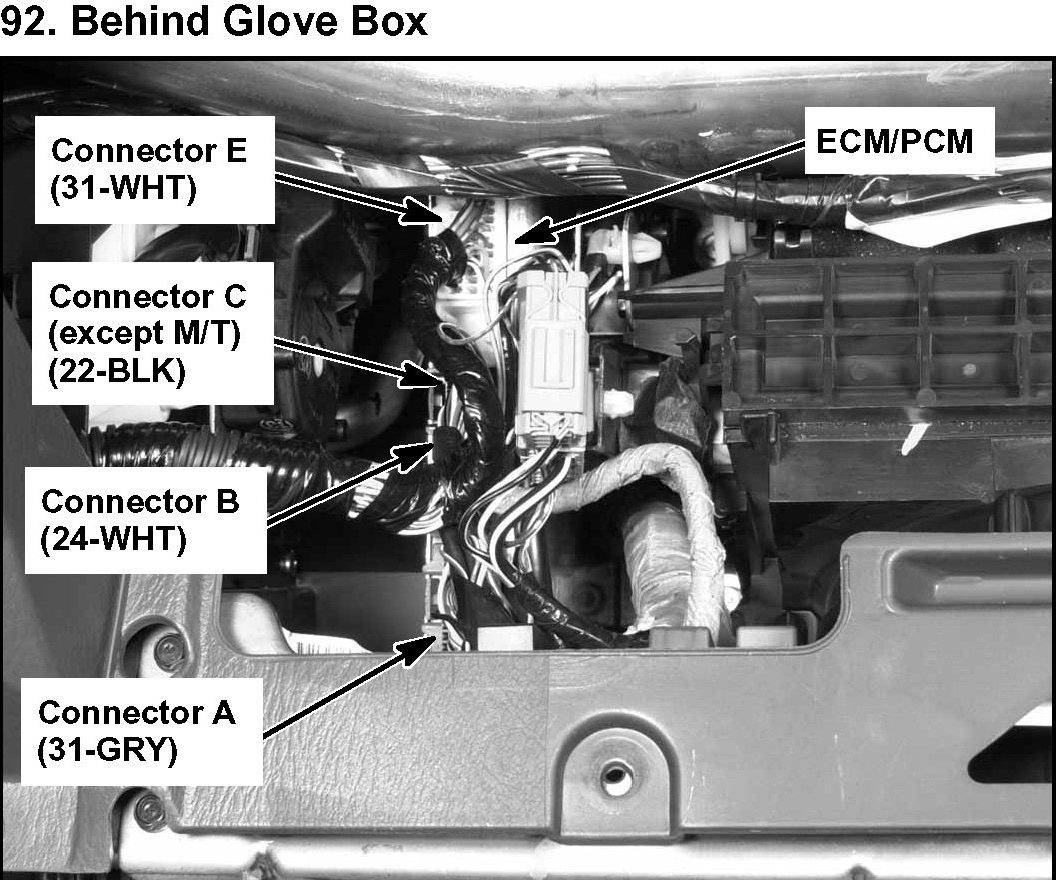 92. Behind Glove Box
Connector E
(31-WHT)
ECM/PCM
Connector C
(except M/T)
(22-BLK)
Connector B
(24-WHT)
Connector A
(31-GRY)